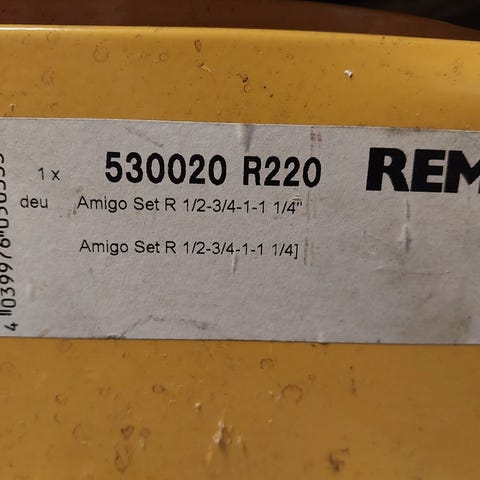 1 x 530020 R220 REM
deu Amigo Set R 1/2-3/4-1-1 1/4"
Amigo Set R 1/2-3/4-1-1 1/4]